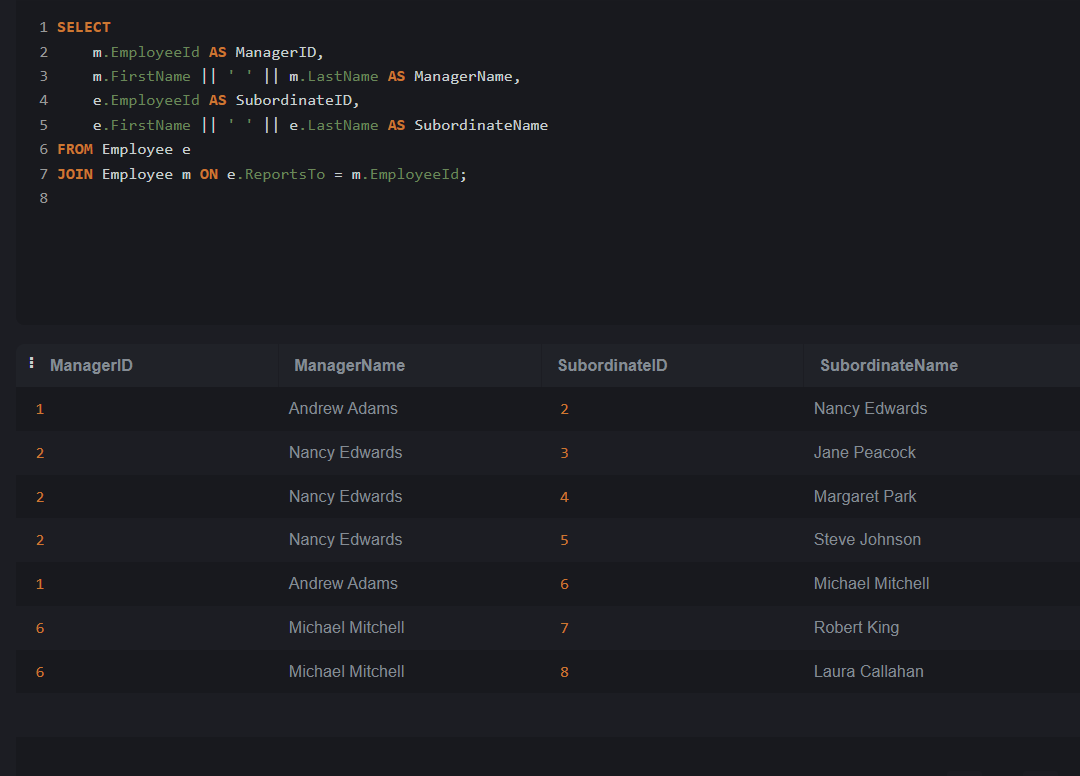 1 SELECT
2     m.EmployeeId AS ManagerID,
3     m.FirstName || ' ' || m.LastName AS ManagerName,
4     e.EmployeeId AS SubordinateID,
5     e.FirstName || ' ' || e.LastName AS SubordinateName
6 FROM Employee e
7 JOIN Employee m ON e.ReportsTo = m.EmployeeId;
8
ManagerID ManagerName SubordinateID SubordinateName
1 Andrew Adams 2 Nancy Edwards
2 Nancy Edwards 3 Jane Peacock
2 Nancy Edwards 4 Margaret Park
2 Nancy Edwards 5 Steve Johnson
1 Andrew Adams 6 Michael Mitchell
6 Michael Mitchell 7 Robert King
6 Michael Mitchell 8 Laura Callahan